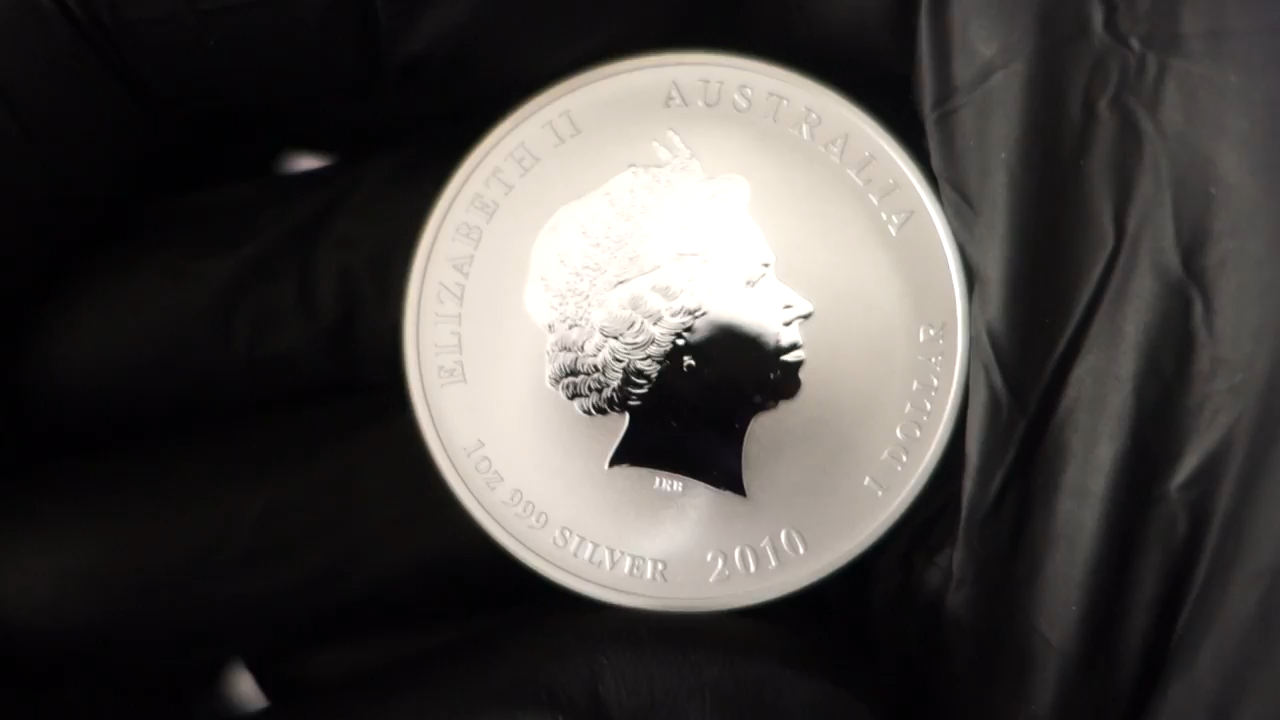 ELIZABETH II
AUSTRALIA
1 DOLLAR
1OZ 999 SILVER
2010
IRB